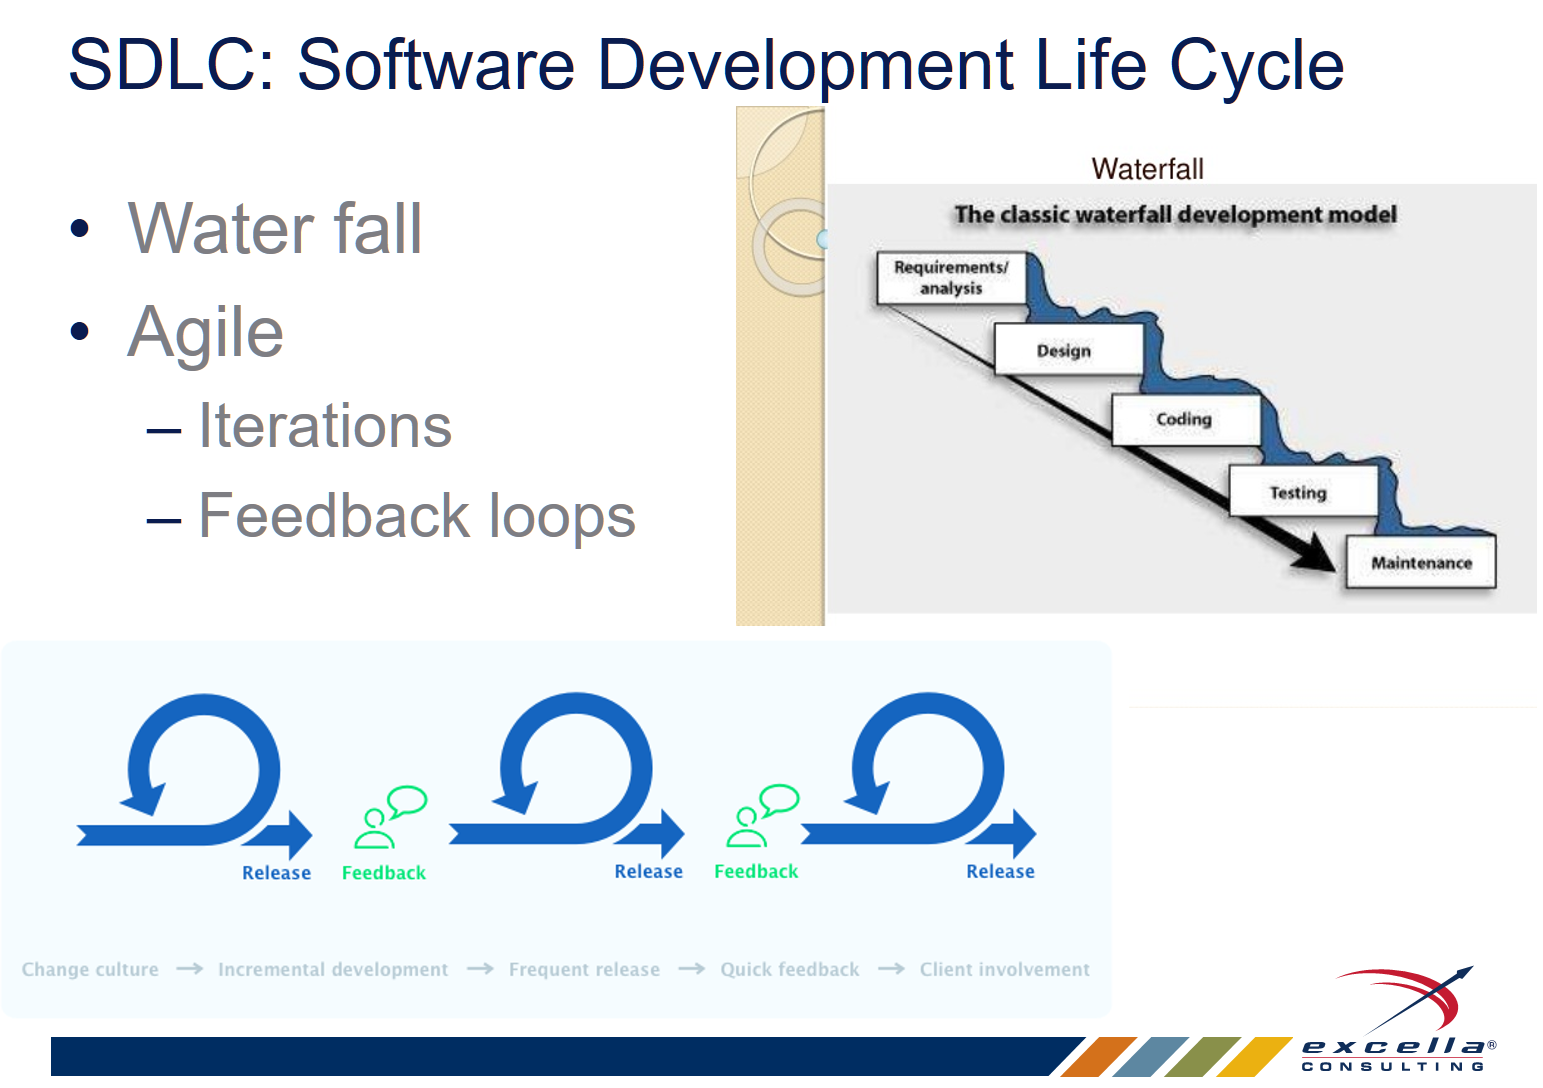 SDLC: Software Development Life Cycle
• Water fall
• Agile
– Iterations
– Feedback loops
Waterfall
The classic waterfall development model
Requirements/
analysis
Design
Coding
Testing
Maintenance
Release
Feedback
Release
Feedback
Release
Change culture → Incremental development → Frequent release → Quick feedback → Client involvement
excella®
CONSULTING